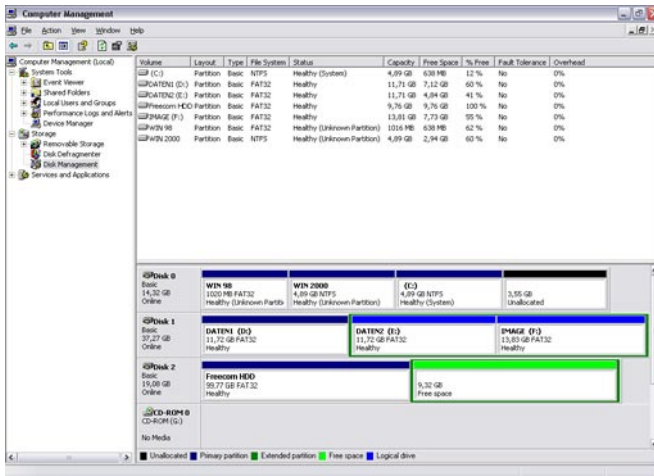 Computer Management
File Action View Window Help
Computer Management (Local)
System Tools
Event Viewer
Shared Folders
Local Users and Groups
Performance Logs and Alerts
Device Manager
Storage
Removable Storage
Disk Defragmenter
Disk Management
Services and Applications
Volume Layout Type File System Status Capacity Free Space % Free Fault Tolerance Overhead
(C:) Partition Basic NTFS Healthy (System) 4,89 GB 638 MB 12 % No 0%
DATEN1 (D:) Partition Basic FAT32 Healthy 11,71 GB 7,12 GB 60 % No 0%
DATEN2 (E:) Partition Basic FAT32 Healthy 11,71 GB 4,84 GB 41 % No 0%
Freecom HDD Partition Basic FAT32 Healthy 9,76 GB 9,76 GB 100 % No 0%
IMAGE (F:) Partition Basic FAT32 Healthy 13,81 GB 7,73 GB 55 % No 0%
WIN 98 Partition Basic FAT32 Healthy (Unknown Partition) 1016 MB 638 MB 62 % No 0%
WIN 2000 Partition Basic NTFS Healthy (Unknown Partition) 4,89 GB 2,94 GB 60 % No 0%
Disk 0
Basic
14,32 GB
Online
WIN 98
1020 MB FAT32
Healthy (Unknown Partiti
WIN 2000
4,89 GB NTFS
Healthy (Unknown Partition)
(C:)
4,89 GB NTFS
Healthy (System)
3,55 GB
Unallocated
Disk 1
Basic
37,27 GB
Online
DATEN1 (D:)
11,72 GB FAT32
Healthy
DATEN2 (E:)
11,72 GB FAT32
Healthy
IMAGE (F:)
13,83 GB FAT32
Healthy
Disk 2
Basic
19,08 GB
Online
Freecom HDD
99,77 GB FAT32
Healthy
9,32 GB
Free space
CD-ROM 0
CD-ROM (G:)
No Media
Unallocated Primary partition Extended partition Free space Logical drive